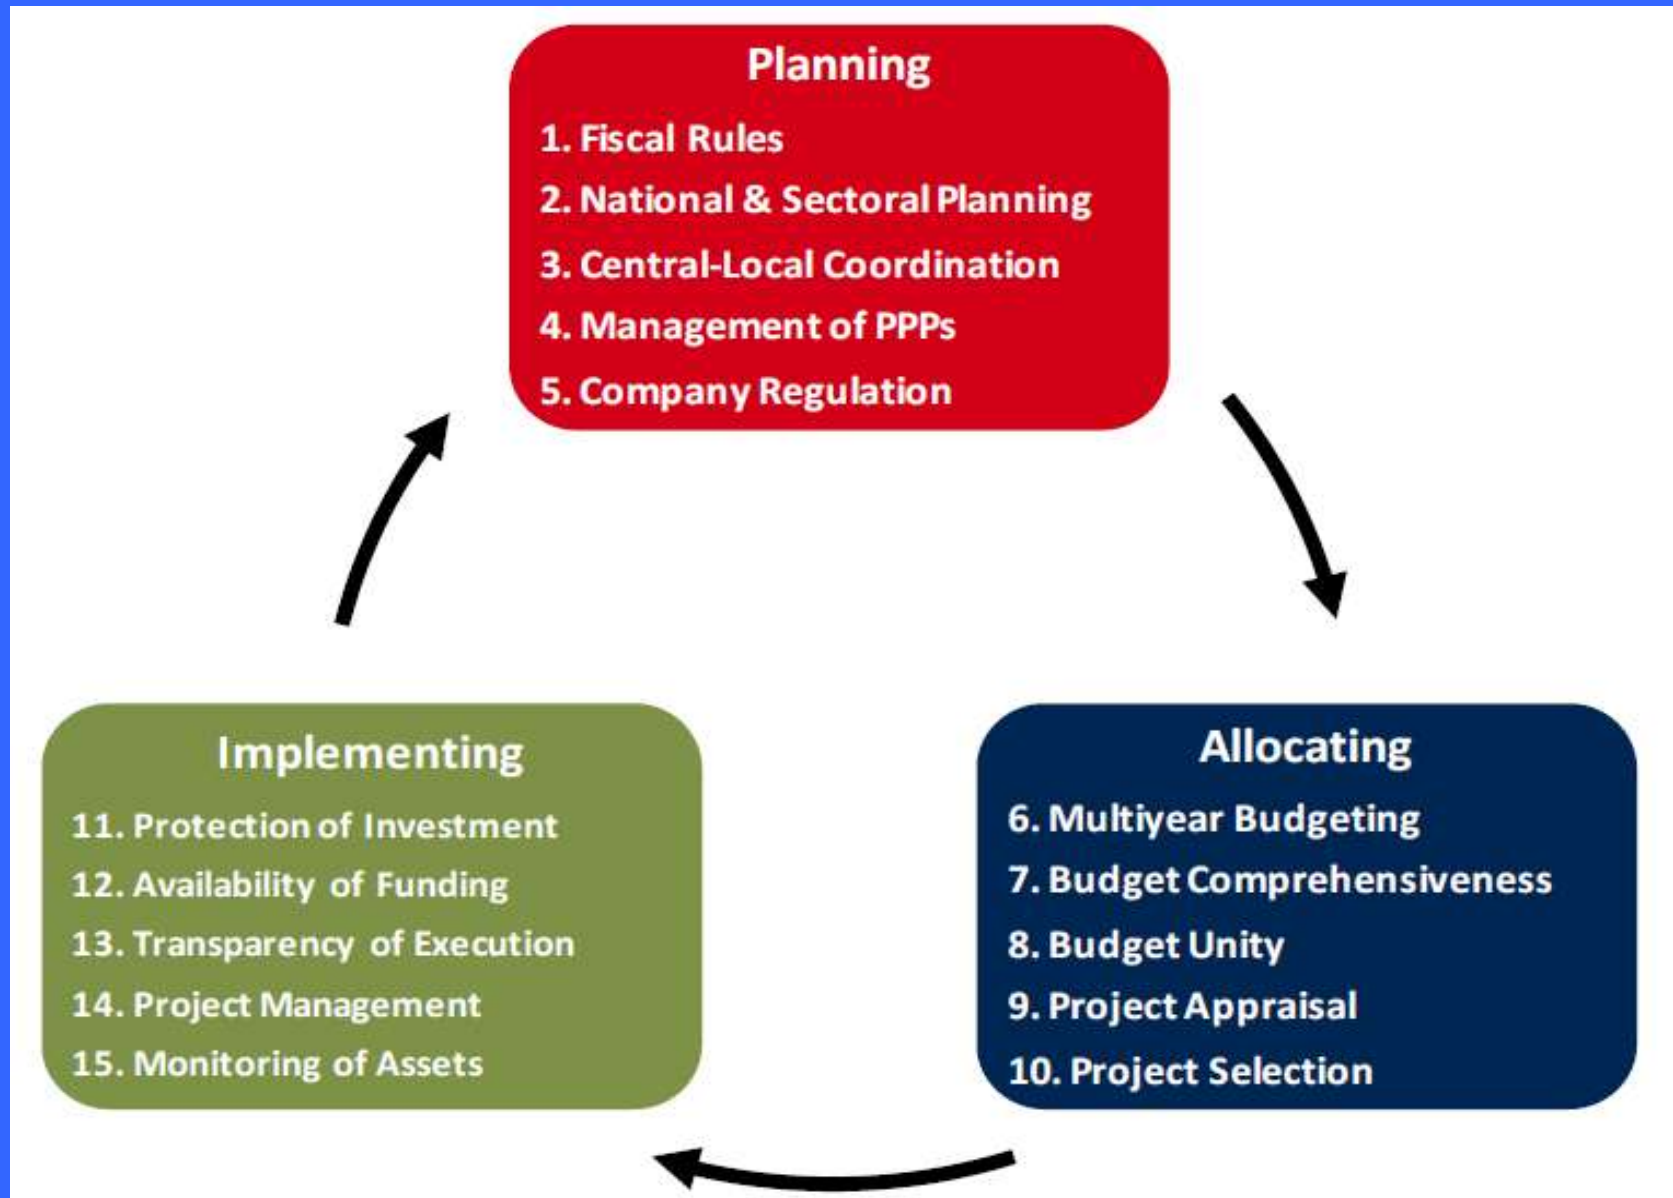 Planning
1. Fiscal Rules
2. National & Sectoral Planning
3. Central-Local Coordination
4. Management of PPPs
5. Company Regulation
Implementing
11. Protection of Investment
12. Availability of Funding
13. Transparency of Execution
14. Project Management
15. Monitoring of Assets
Allocating
6. Multiyear Budgeting
7. Budget Comprehensiveness
8. Budget Unity
9. Project Appraisal
10. Project Selection